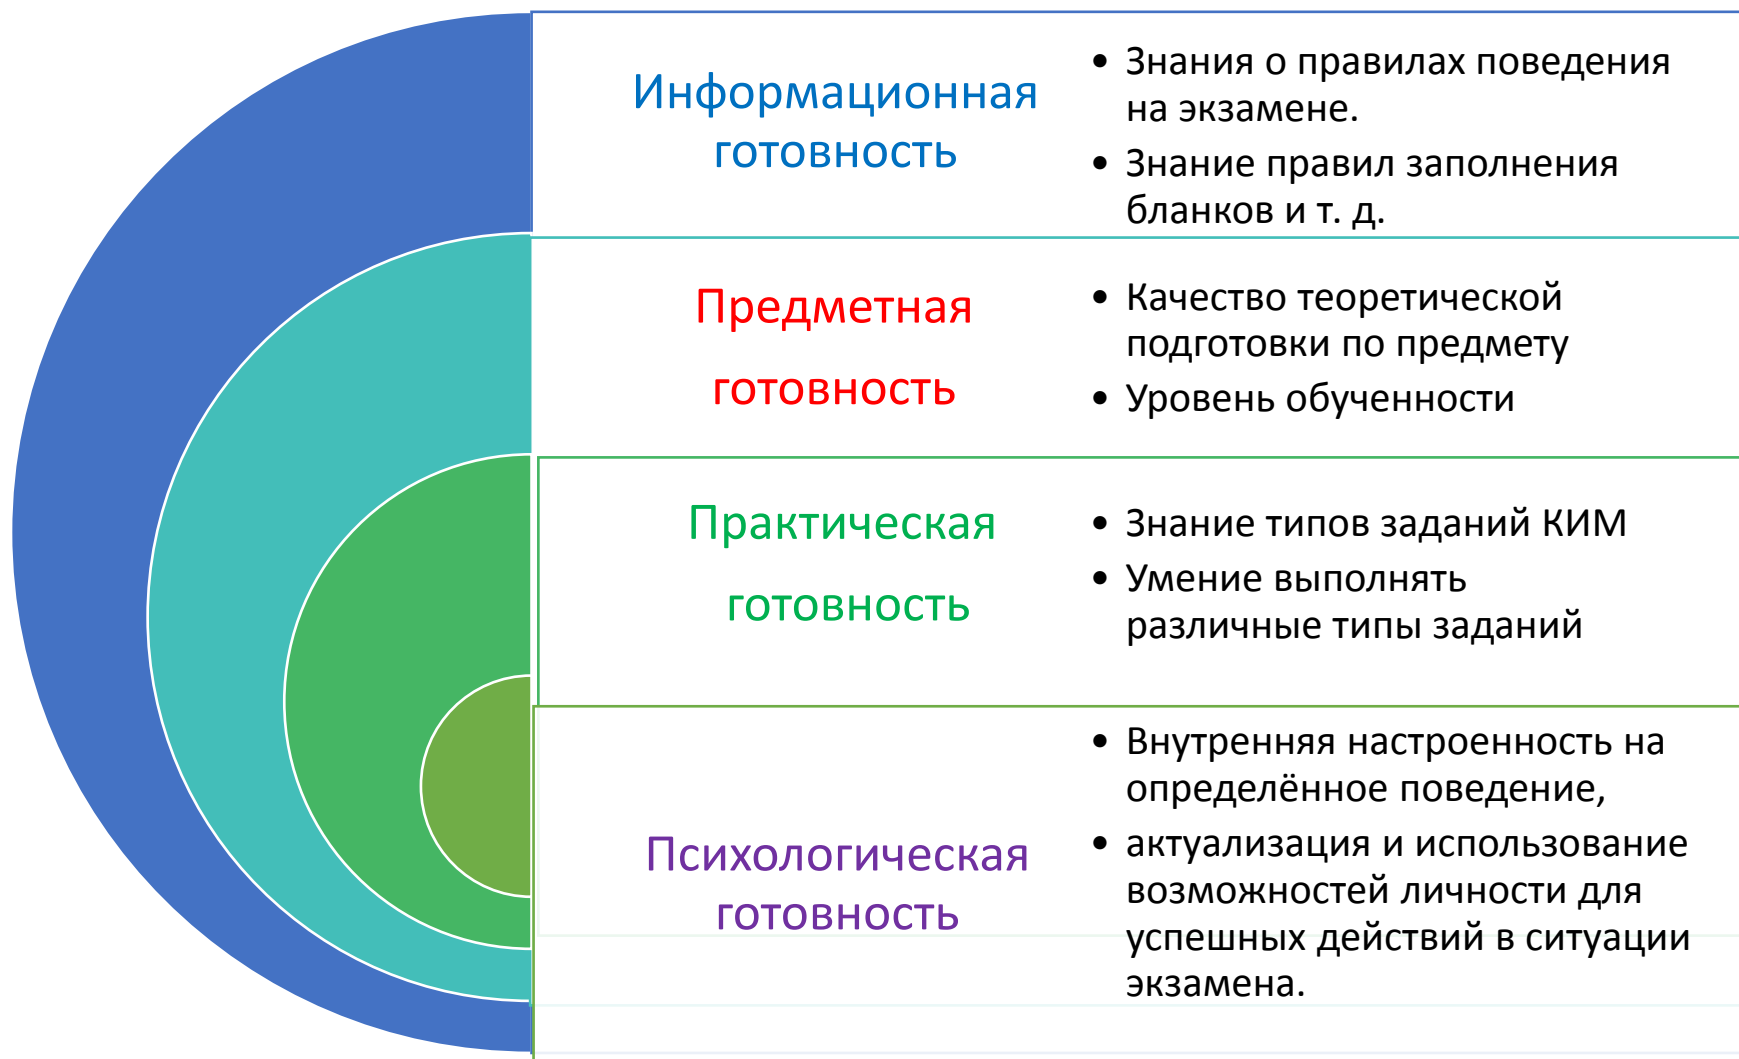 Информационная
готовность
• Знания о правилах поведения
на экзамене.
• Знание правил заполнения
бланков и т. д.
Предметная
готовность
• Качество теоретической
подготовки по предмету
• Уровень обученности
Практическая
готовность
• Знание типов заданий КИМ
• Умение выполнять
различные типы заданий
Психологическая
готовность
• Внутренняя настроенность на
определённое поведение,
• актуализация и использование
возможностей личности для
успешных действий в ситуации
экзамена.